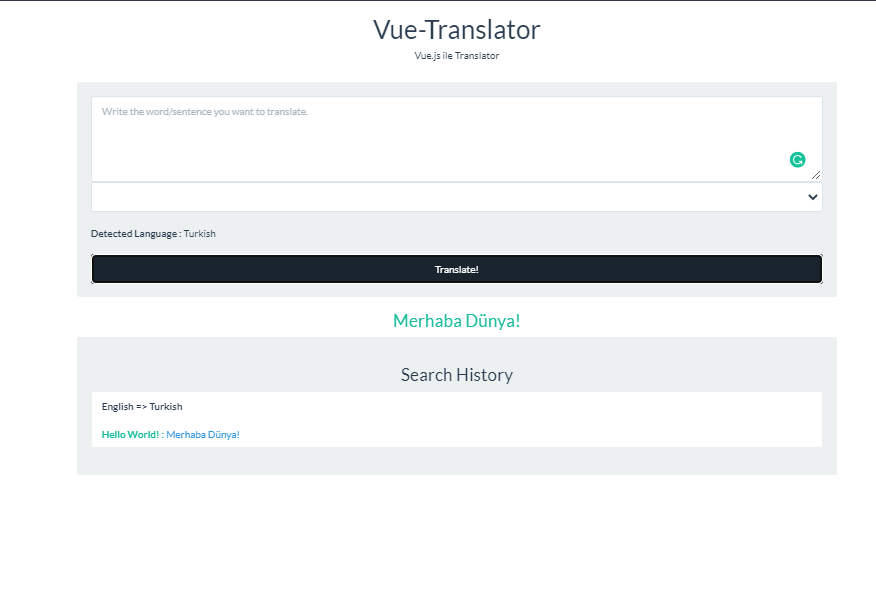 Vue-Translator
Vue.js ile Translator
Write the word/sentence you want to translate.
Detected Language : Turkish
Translate!
Merhaba Dünya!
Search History
English => Turkish
Hello World! : Merhaba Dünya!